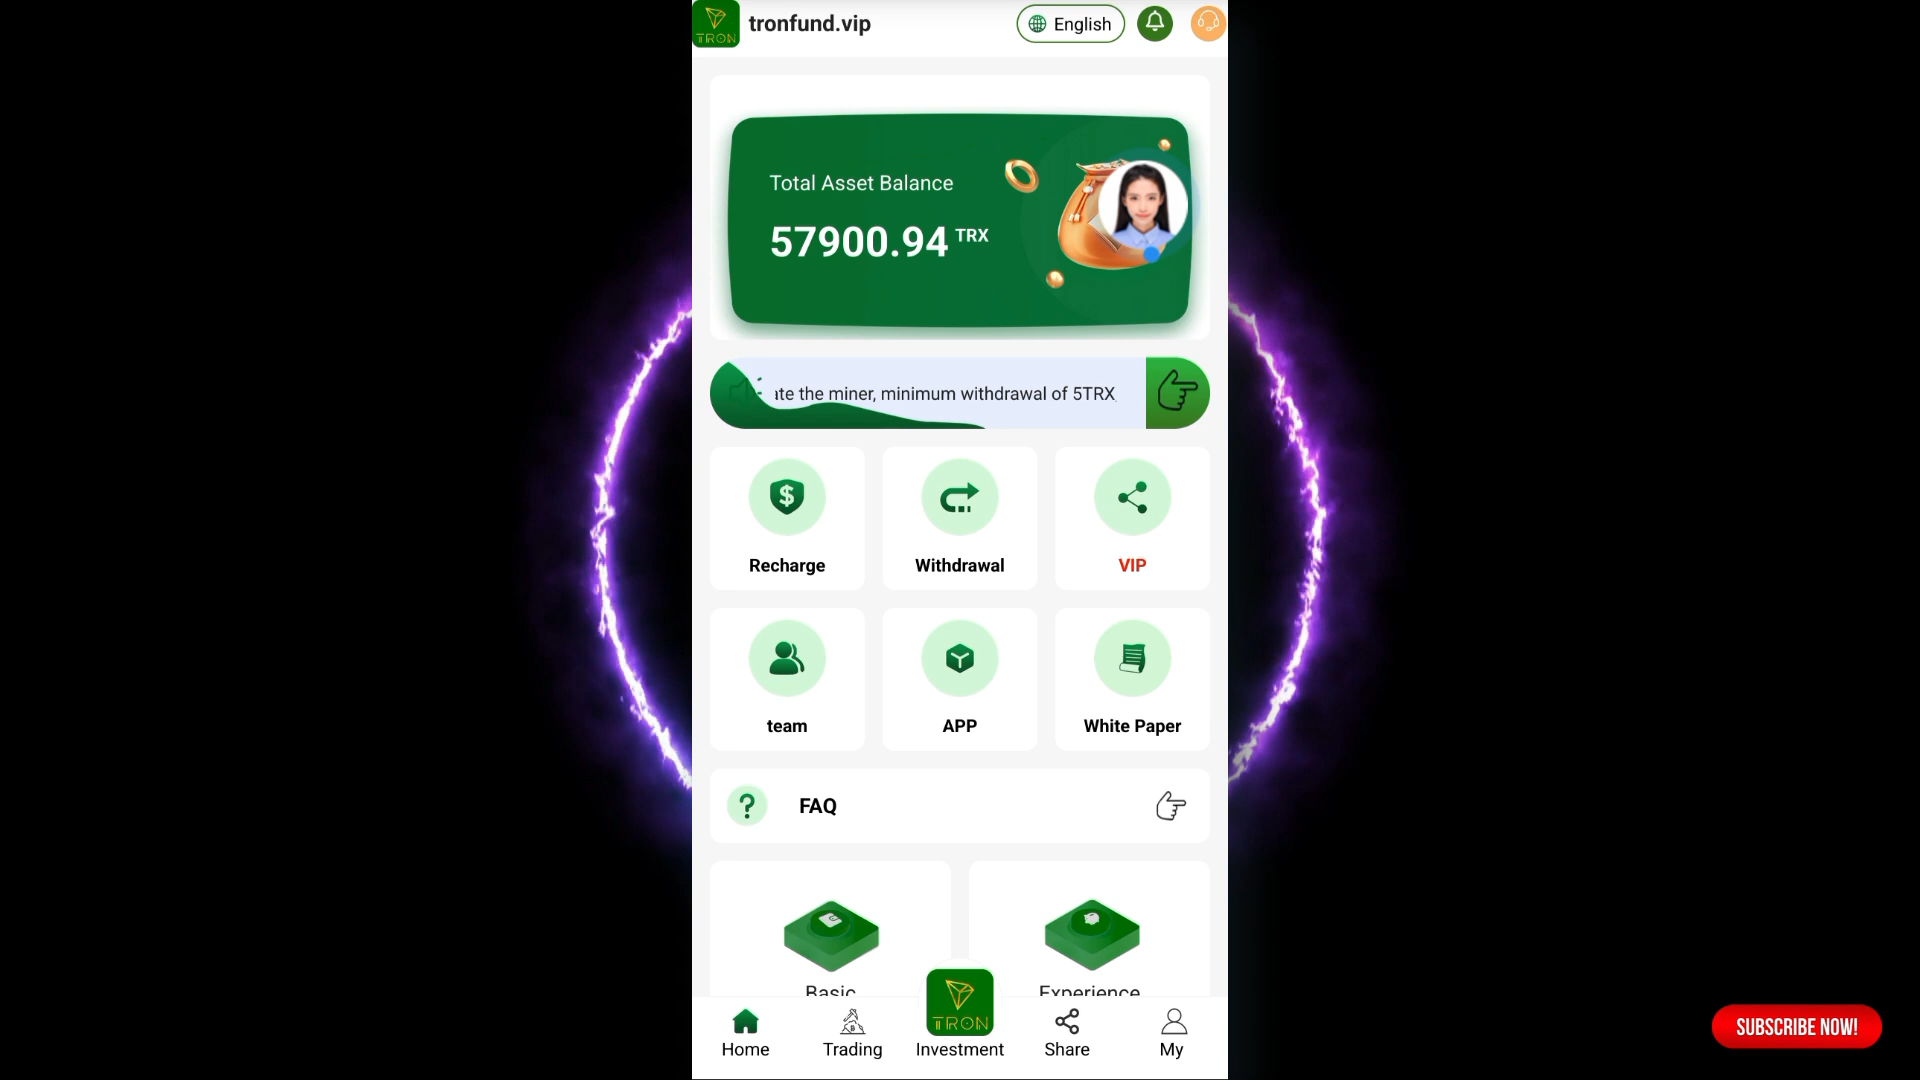 TRON
tronfund.vip
English
Total Asset Balance
57900.94 TRX
ate the miner, minimum withdrawal of 5TRX
Recharge
Withdrawal
VIP
team
APP
White Paper
FAQ
Basic
Experience
TRON
Home
Trading
Investment
Share
My
SUBSCRIBE NOW!